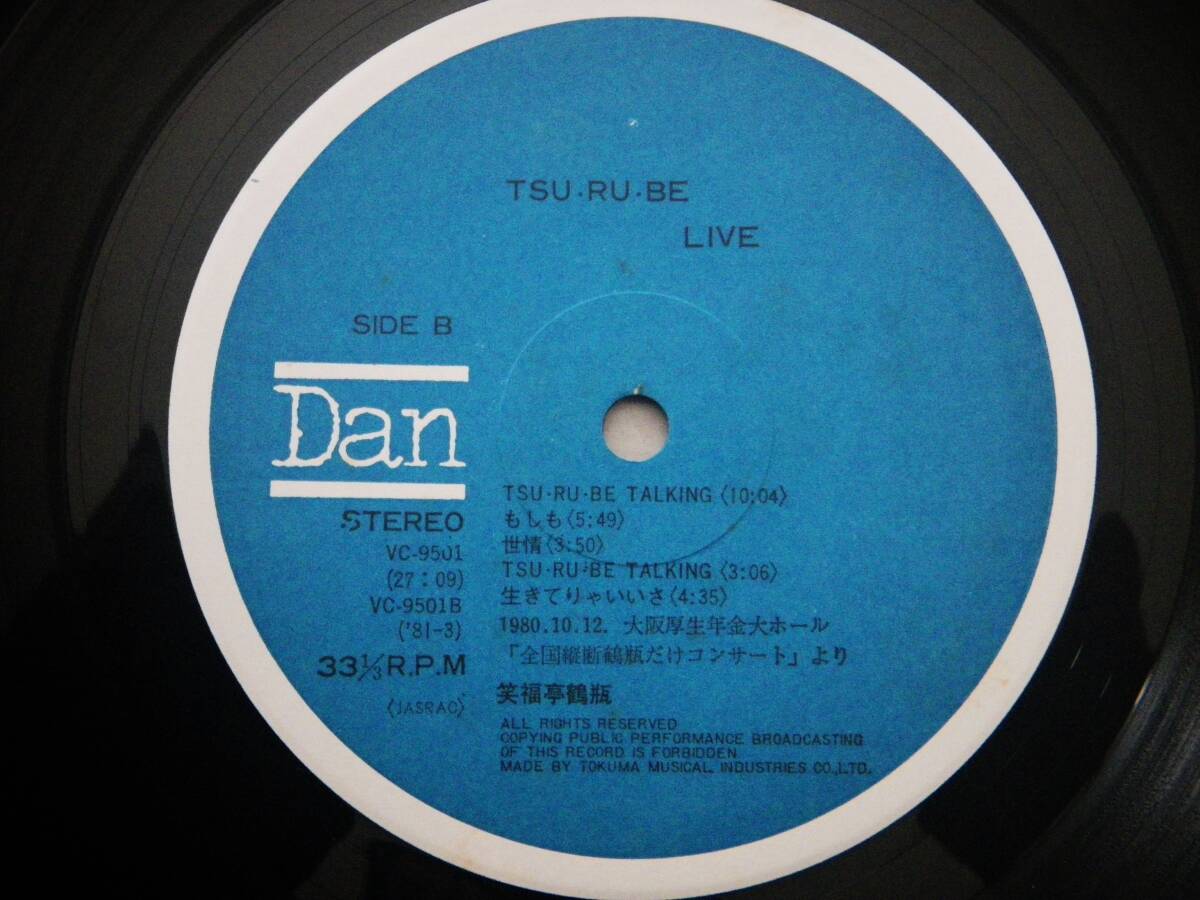 TSU·RU·BE
LIVE
SIDE B
Dan
STEREO
VC-9501
(27:09)
VC-9501B
('81-3)
33⅓R.P.M
〈JASRAC〉
TSU·RU·BE TALKING〈10:04〉
もしも〈5:49〉
世情〈3:50〉
TSU·RU·BE TALKING〈3:06〉
生きてりゃいいさ〈4:35〉
1980.10.12. 大阪厚生年金大ホール
「全国縦断鶴瓶だけコンサート」より
笑福亭鶴瓶
ALL RIGHTS RESERVED
COPYING PUBLIC PERFORMANCE BROADCASTING
OF THIS RECORD IS FORBIDDEN
MADE BY TOKUMA MUSICAL INDUSTRIES CO.,LTD.